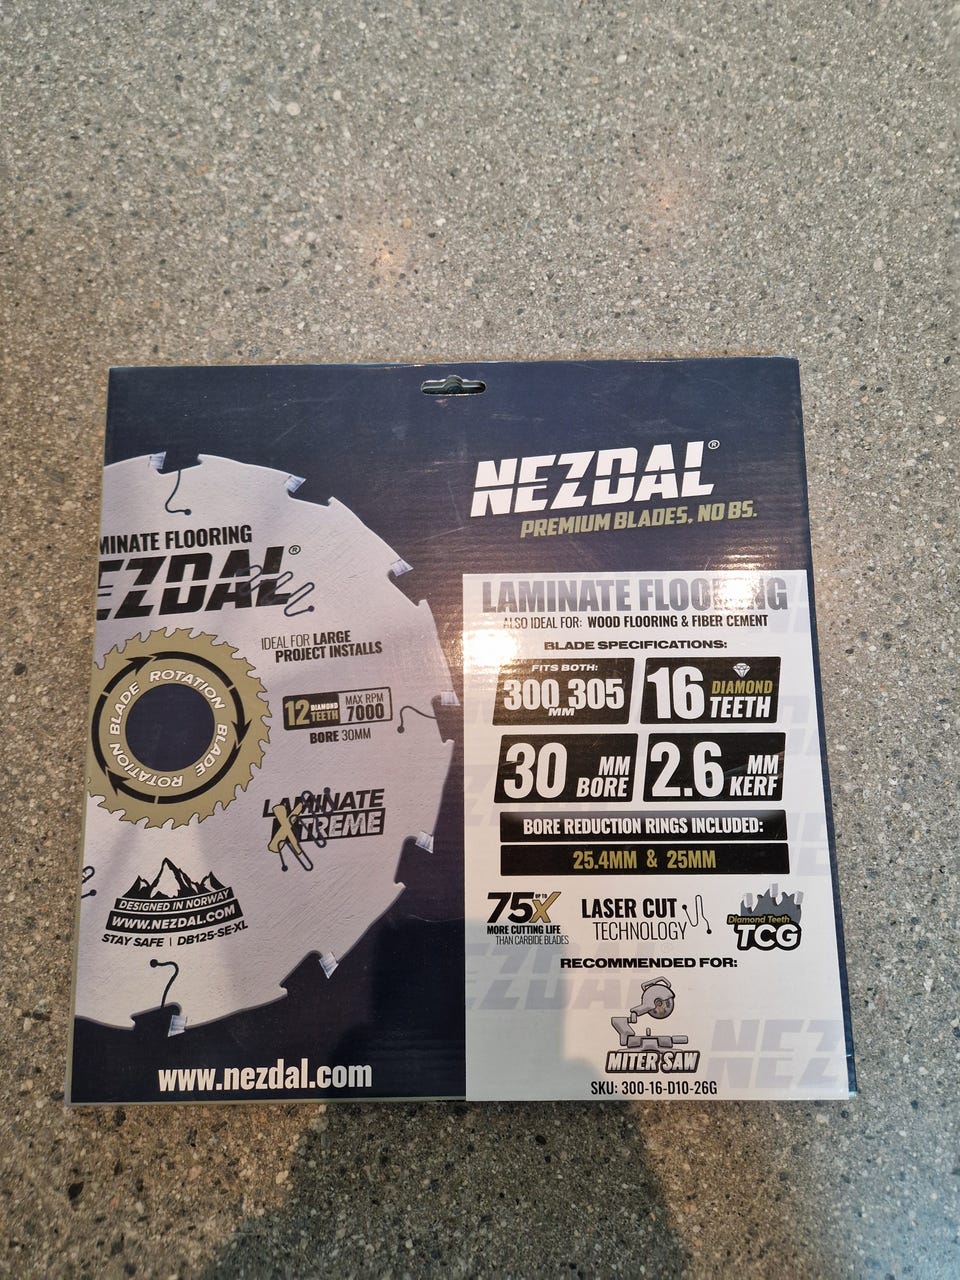 MINATE FLOORING
EZDAL®
IDEAL FOR LARGE
PROJECT INSTALLS
12 DIAMOND TEETH MAX RPM 7000
BORE 30MM
BLADE ROTATION BLADE ROTATION
LAMINATE
XTREME
DESIGNED IN NORWAY
WWW.NEZDAL.COM
STAY SAFE | DB125-SE-XL
www.nezdal.com
NEZDAL®
PREMIUM BLADES, NO BS.
LAMINATE FLOORING
ALSO IDEAL FOR: WOOD FLOORING & FIBER CEMENT
BLADE SPECIFICATIONS:
FITS BOTH:
300 305
MM
16 DIAMOND TEETH
30 MM BORE
2.6 MM KERF
BORE REDUCTION RINGS INCLUDED:
25.4MM & 25MM
UP TO
75X
MORE CUTTING LIFE
THAN CARBIDE BLADES
LASER CUT
TECHNOLOGY
Diamond Teeth
TCG
RECOMMENDED FOR:
MITER SAW
SKU: 300-16-D10-26G